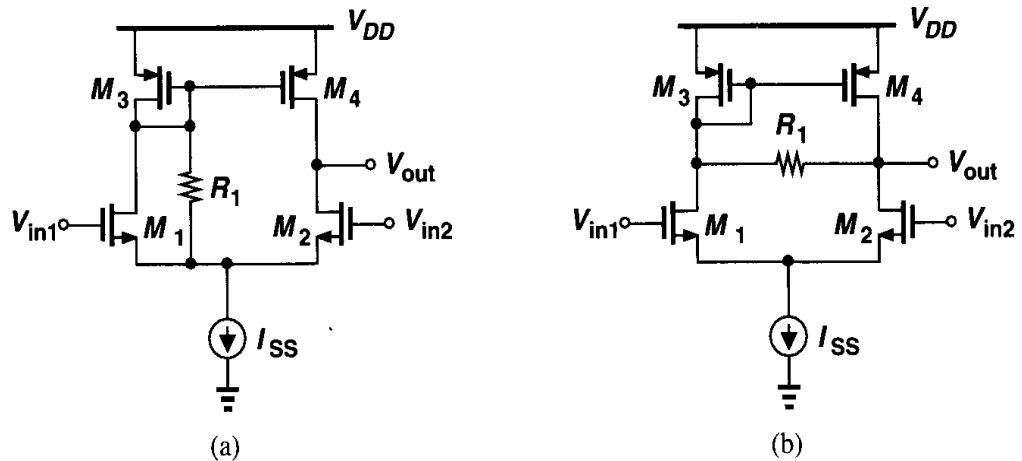 V_DD
M_3
M_4
R_1
V_out
V_in1
M_1
M_2
V_in2
I_SS
(a)
V_DD
M_3
M_4
R_1
V_out
V_in1
M_1
M_2
V_in2
I_SS
(b)